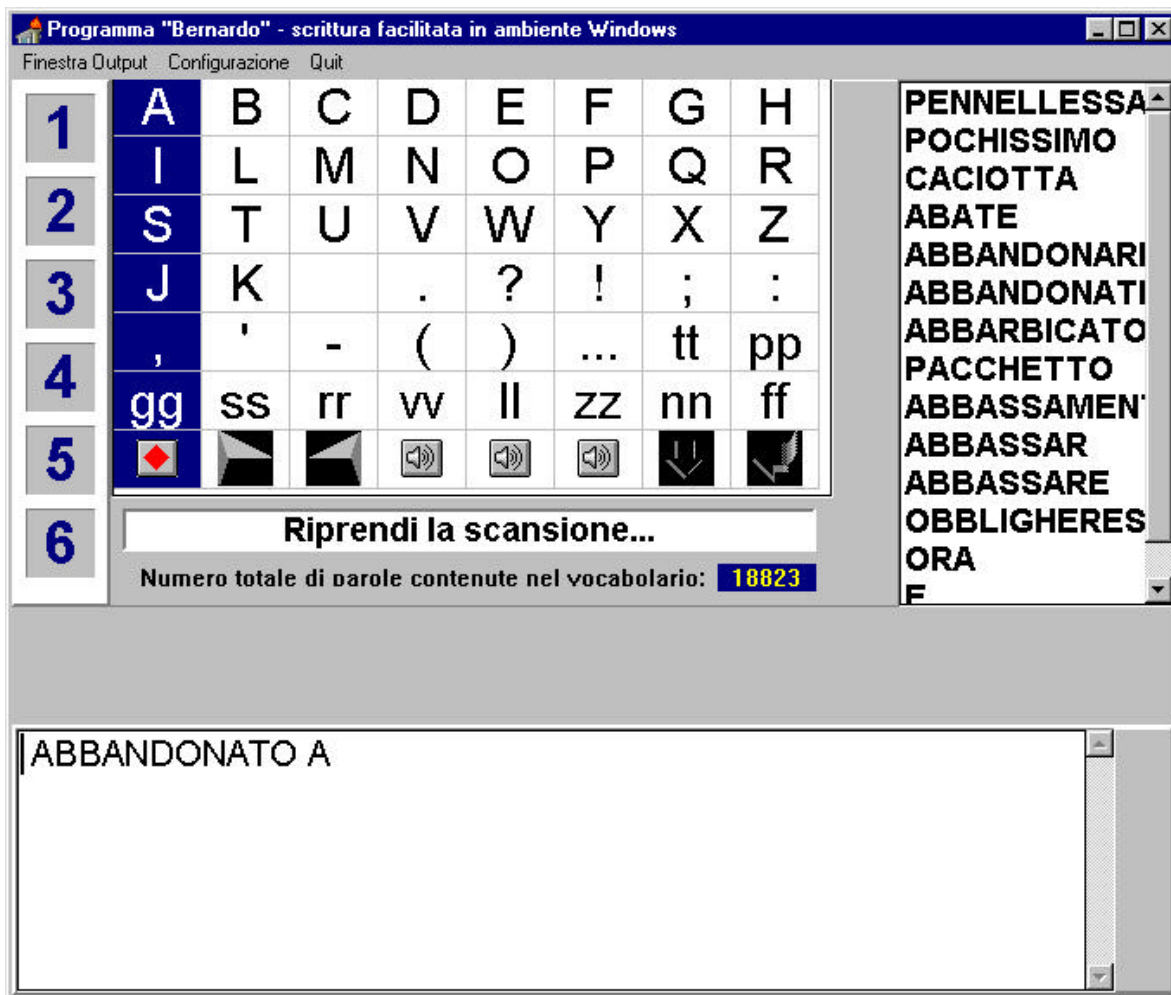 Programma "Bernardo" - scrittura facilitata in ambiente Windows
Finestra Output Configurazione Quit
1
2
3
4
5
6
A B C D E F G H
I L M N O P Q R
S T U V W Y X Z
J K . ? ! ; :
, ' - ( ) ... tt pp
gg ss rr vv ll zz nn ff
Riprendi la scansione...
Numero totale di parole contenute nel vocabolario: 18823
PENNELLESSA
POCHISSIMO
CACIOTTA
ABATE
ABBANDONARI
ABBANDONATI
ABBARBICATO
PACCHETTO
ABBASSAMEN
ABBASSAR
ABBASSARE
OBBLIGHERES
ORA
ABBANDONATO A